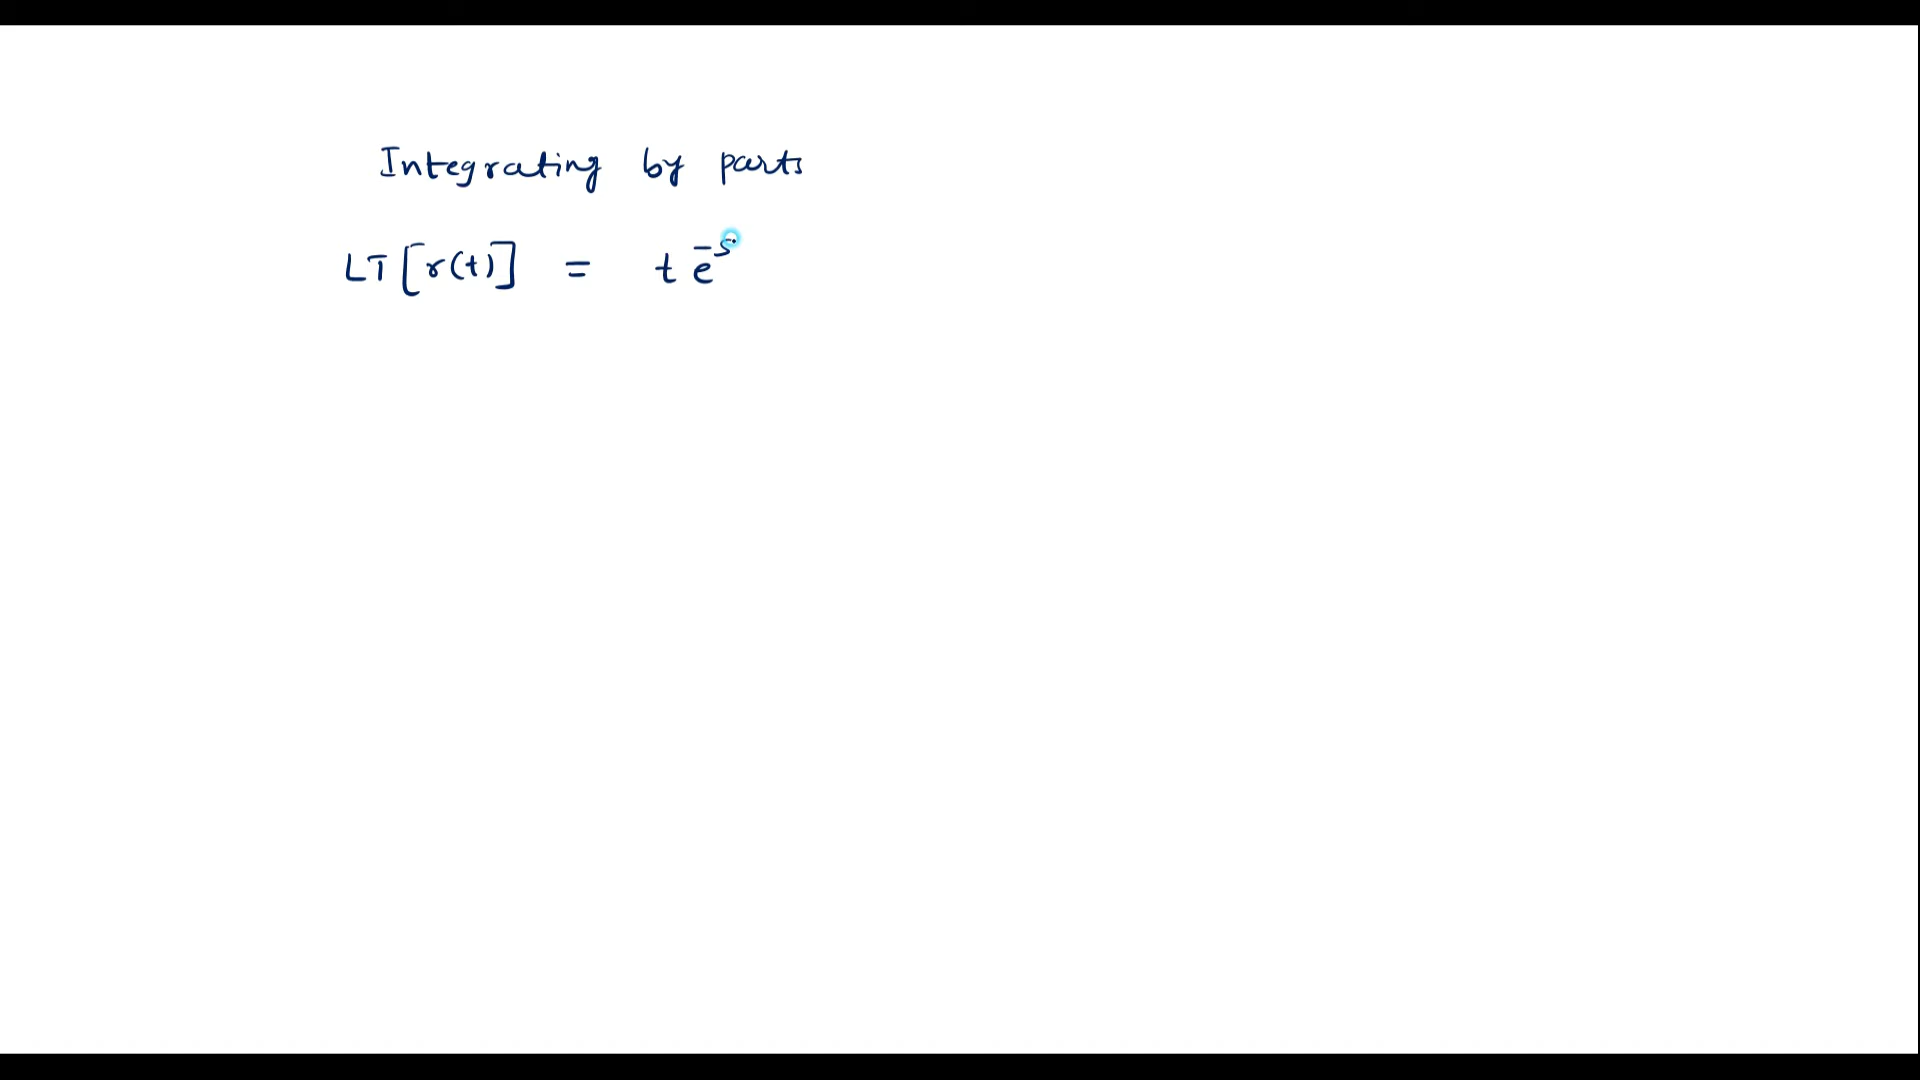 Integrating by parts
LT[r(t)] = t e^-s